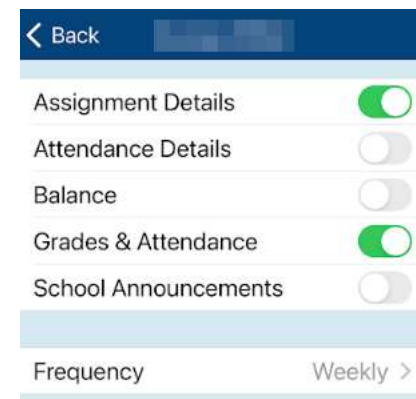 Back
Assignment Details
Attendance Details
Balance
Grades & Attendance
School Announcements
Frequency Weekly >